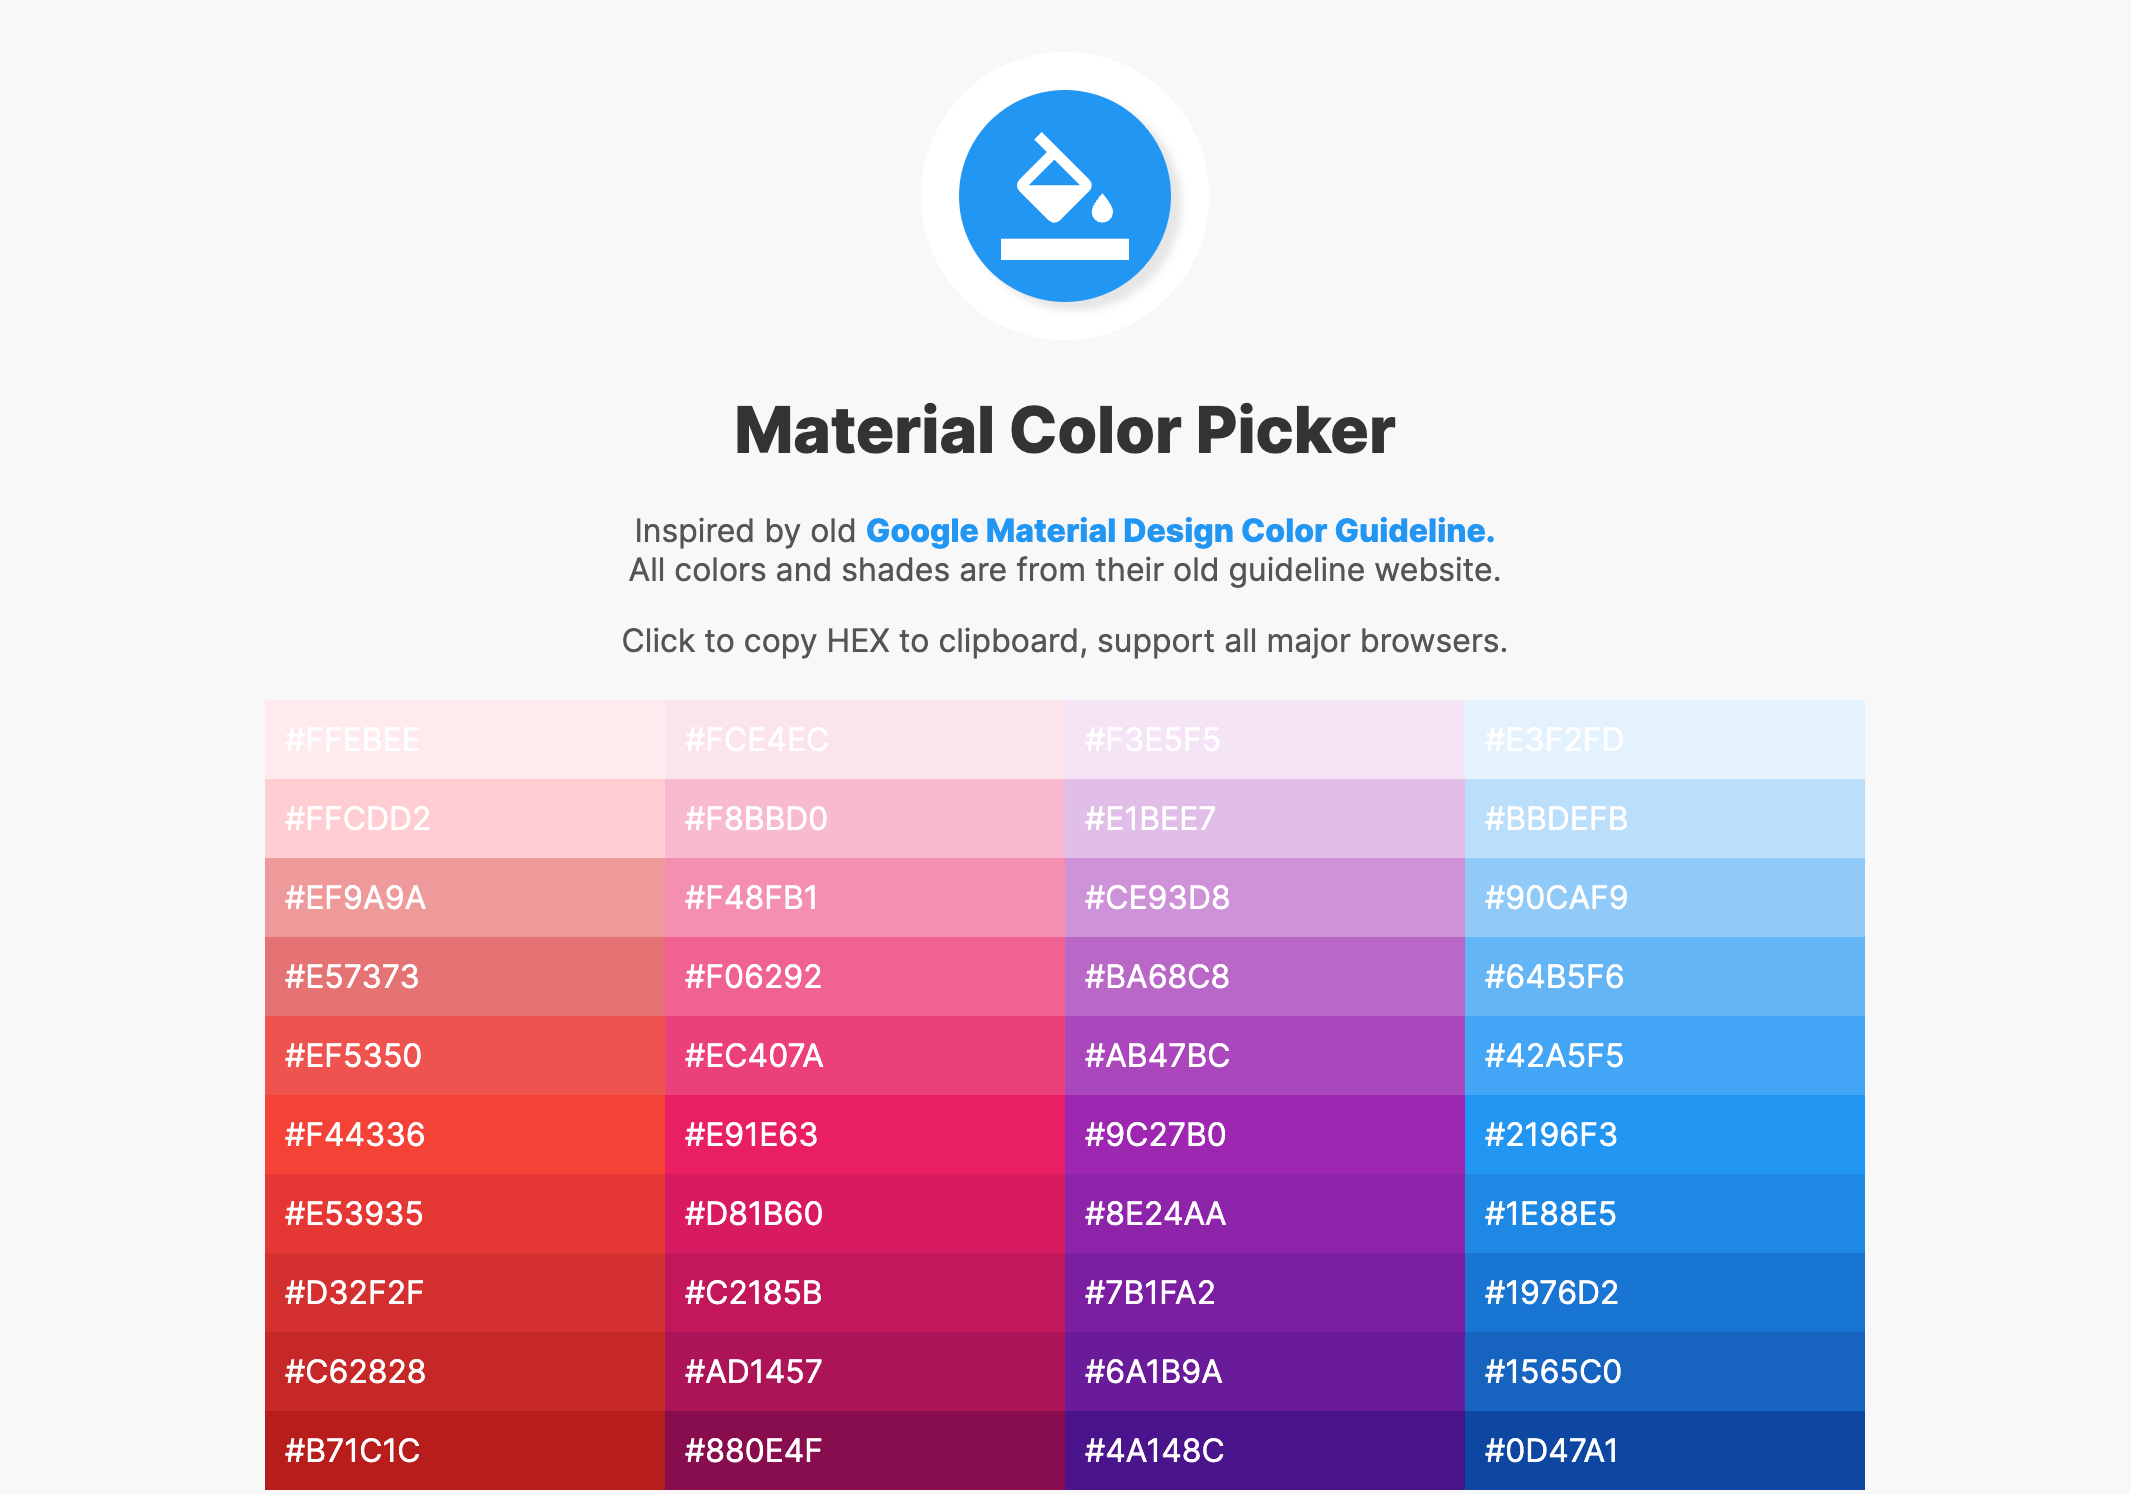 Material Color Picker
Inspired by old Google Material Design Color Guideline.
All colors and shades are from their old guideline website.
Click to copy HEX to clipboard, support all major browsers.
#FFEBEE #FCE4EC #F3E5F5 #E3F2FD
#FFCDD2 #F8BBD0 #E1BEE7 #BBDEFB
#EF9A9A #F48FB1 #CE93D8 #90CAF9
#E57373 #F06292 #BA68C8 #64B5F6
#EF5350 #EC407A #AB47BC #42A5F5
#F44336 #E91E63 #9C27B0 #2196F3
#E53935 #D81B60 #8E24AA #1E88E5
#D32F2F #C2185B #7B1FA2 #1976D2
#C62828 #AD1457 #6A1B9A #1565C0
#B71C1C #880E4F #4A148C #0D47A1